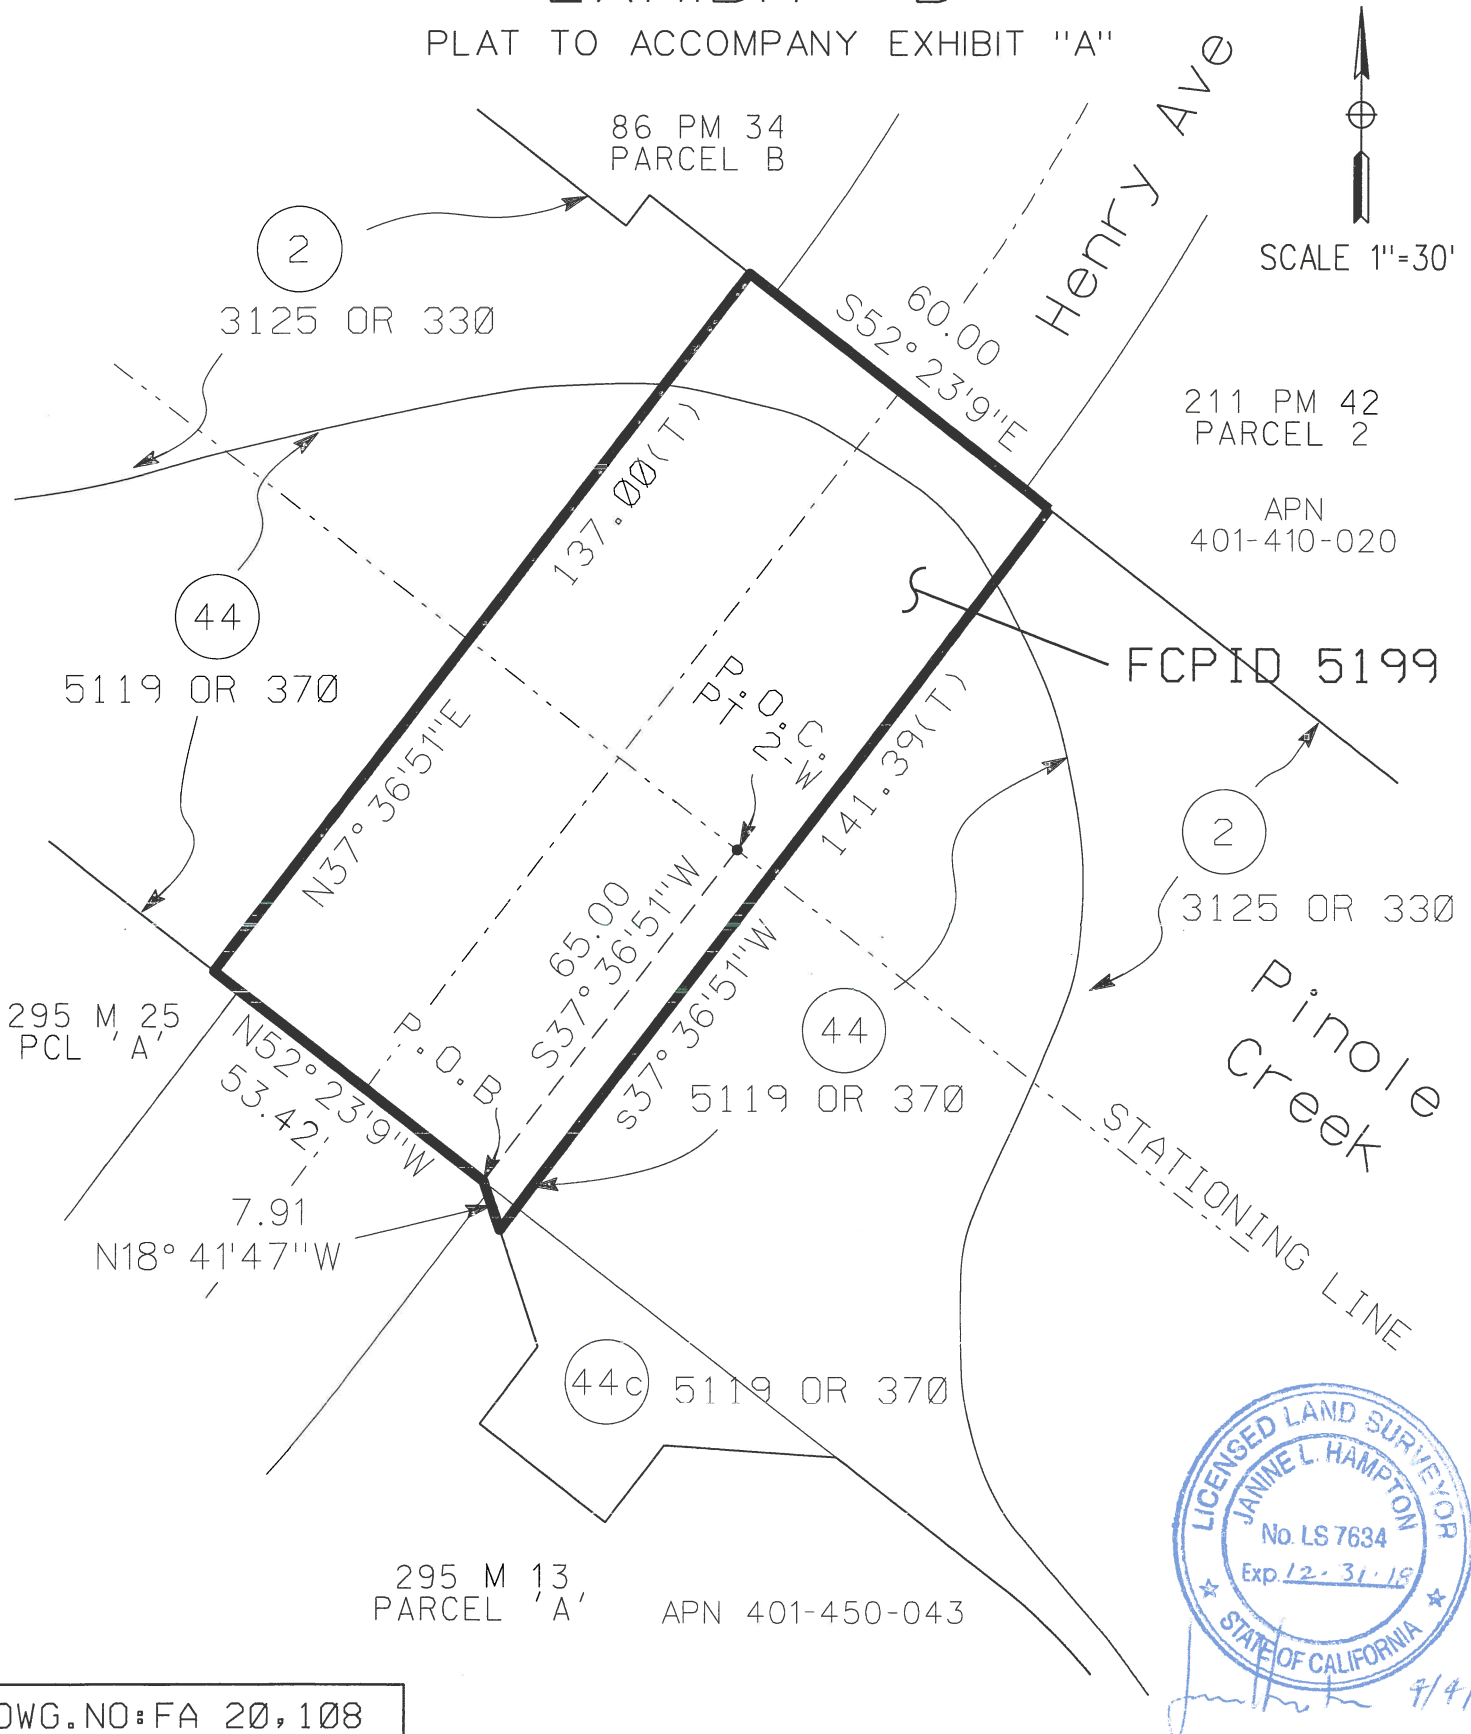 PLAT TO ACCOMPANY EXHIBIT "A"
Henry Ave
86 PM 34
PARCEL B
SCALE 1"=30'
2
3125 OR 330
60.00
S52°23'9"E
211 PM 42
PARCEL 2
APN
401-410-020
137.00(T)
N37°36'51"E
44
5119 OR 370
FCPID 5199
P.O.C.
PT 2-W
141.39(T)
S37°36'51"W
2
3125 OR 330
65.00
S37°36'51"W
Pinole
Creek
295 M 25
PCL 'A'
N52°23'9"W
53.42'
P.O.B
44
5119 OR 370
STATIONING LINE
7.91
N18°41'47"W
44c
5119 OR 370
295 M 13
PARCEL 'A'
APN 401-450-043
LICENSED LAND SURVEYOR
JANINE L. HAMPTON
No. LS 7634
Exp. 12-31-18
STATE OF CALIFORNIA
DWG.NO:FA 20,108